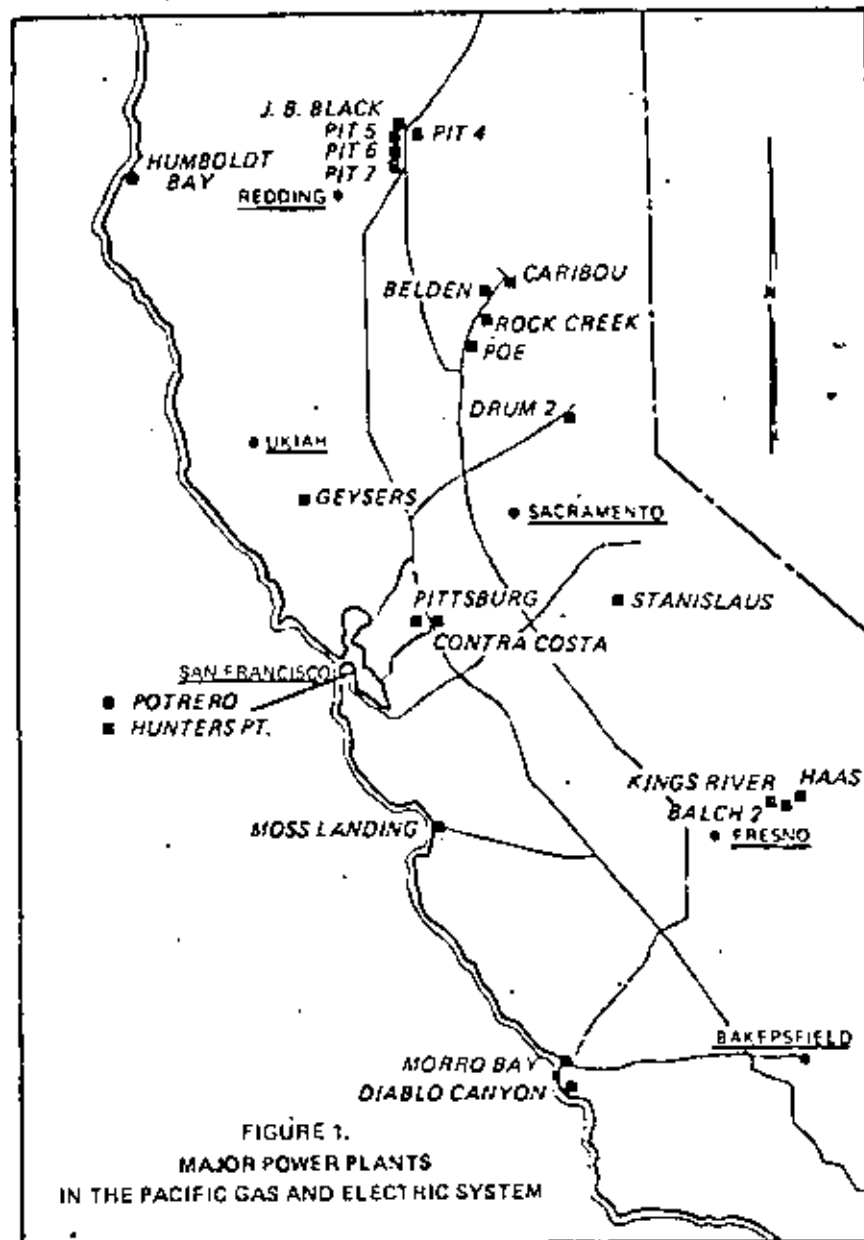 J. B. BLACK
PIT 5
PIT 4
PIT 6
PIT 7
HUMBOLDT
BAY
REDDING
CARIBOU
BELDEN
ROCK CREEK
POE
DRUM 2
UKIAH
GEYSERS
SACRAMENTO
PITTSBURG
STANISLAUS
CONTRA COSTA
SAN FRANCISCO
POTRERO
HUNTERS PT.
KINGS RIVER
HAAS
BALCH 2
FRESNO
MOSS LANDING
BAKERSFIELD
MORRO BAY
DIABLO CANYON
FIGURE 1.
MAJOR POWER PLANTS
IN THE PACIFIC GAS AND ELECTRIC SYSTEM